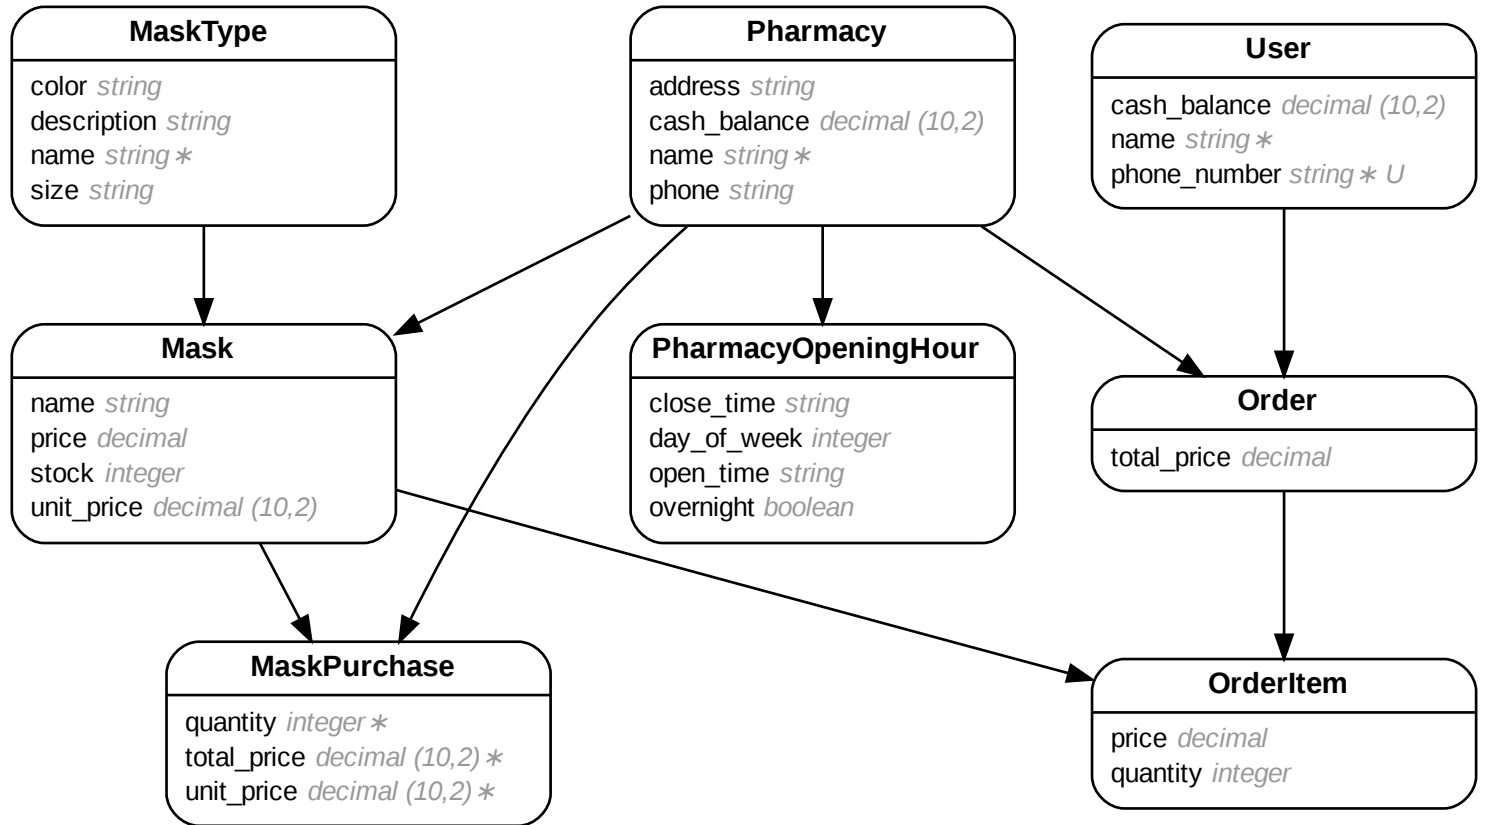 MaskType
color string
description string
name string ∗
size string
Pharmacy
address string
cash_balance decimal (10,2)
name string ∗
phone string
User
cash_balance decimal (10,2)
name string ∗
phone_number string ∗ U
Mask
name string
price decimal
stock integer
unit_price decimal (10,2)
PharmacyOpeningHour
close_time string
day_of_week integer
open_time string
overnight boolean
Order
total_price decimal
MaskPurchase
quantity integer ∗
total_price decimal (10,2) ∗
unit_price decimal (10,2) ∗
OrderItem
price decimal
quantity integer